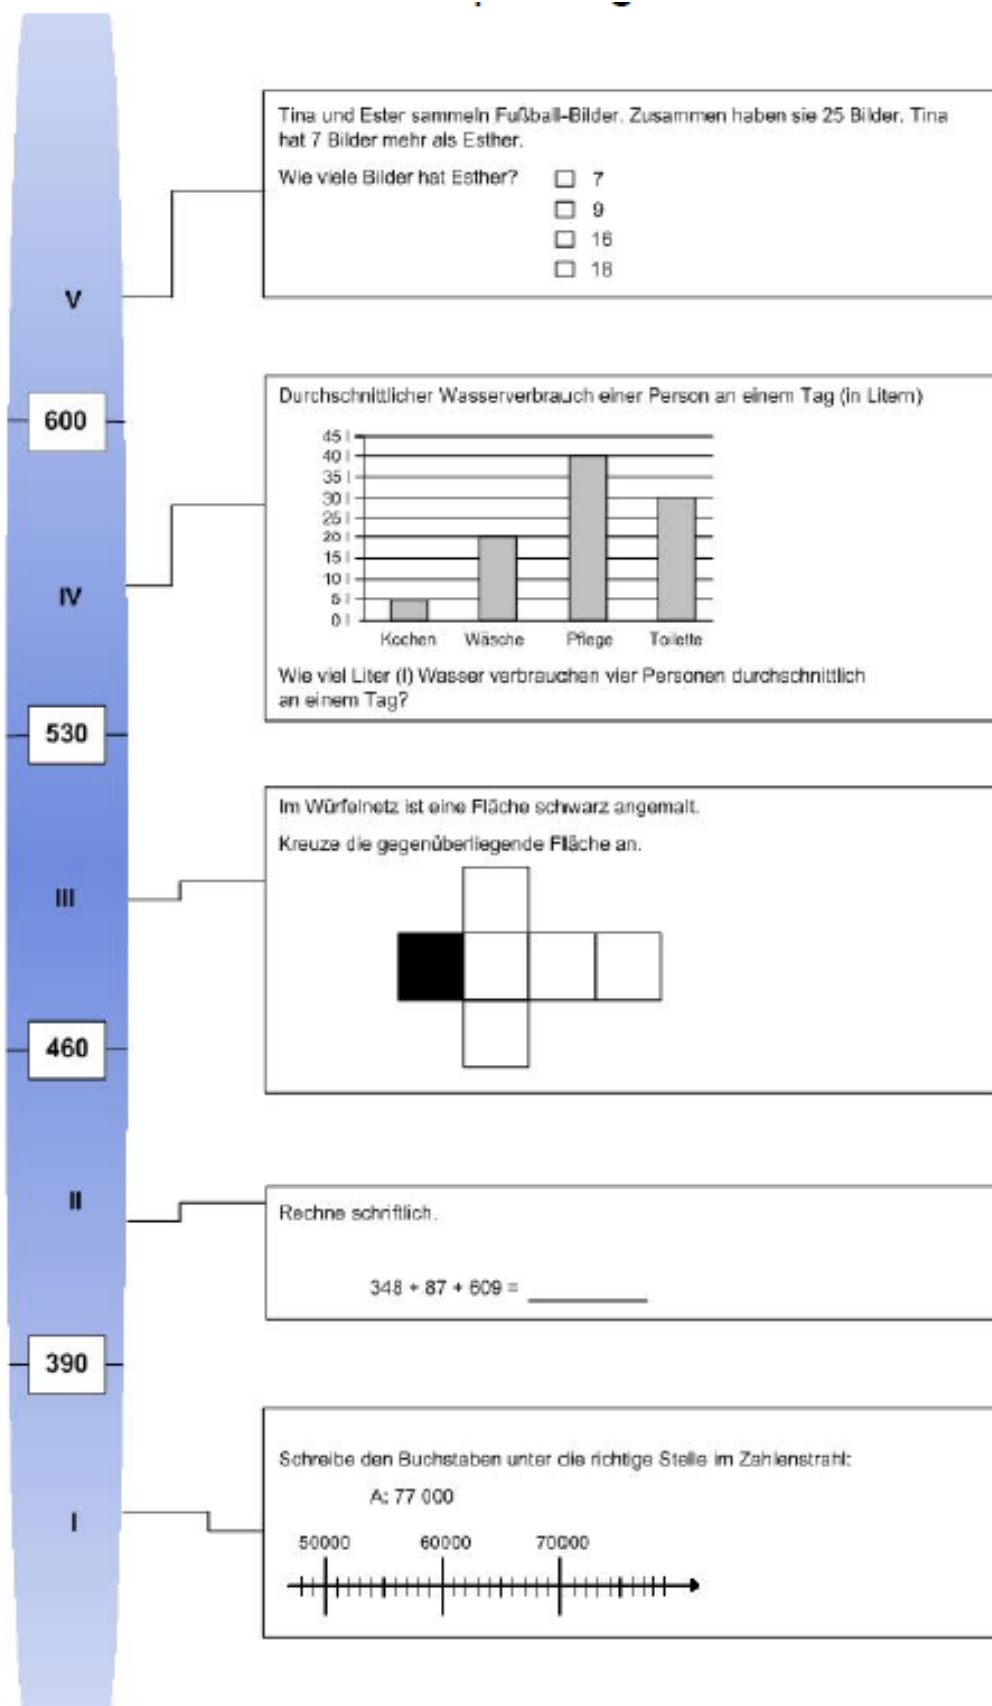 Tina und Ester sammeln Fußball-Bilder. Zusammen haben sie 25 Bilder. Tina
hat 7 Bilder mehr als Esther.
Wie viele Bilder hat Esther?
7
9
16
18
V
600
Durchschnittlicher Wasserverbrauch einer Person an einem Tag (in Litern)
45 l
40 l
35 l
30 l
25 l
20 l
15 l
10 l
5 l
0 l
Kochen Wäsche Pflege Toilette
Wie viel Liter (l) Wasser verbrauchen vier Personen durchschnittlich
an einem Tag?
IV
530
Im Würfelnetz ist eine Fläche schwarz angemalt.
Kreuze die gegenüberliegende Fläche an.
III
460
II
Rechne schriftlich.
348 + 87 + 609 =
390
Schreibe den Buchstaben unter die richtige Stelle im Zahlenstrahl:
A: 77 000
I
50000 60000 70000